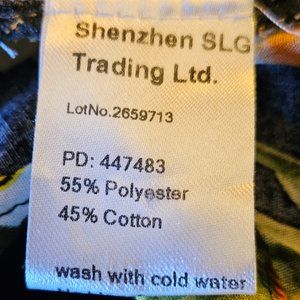 Shenzhen SLG
Trading Ltd.
LotNo.2659713
PD: 447483
55% Polyester
45% Cotton
wash with cold water